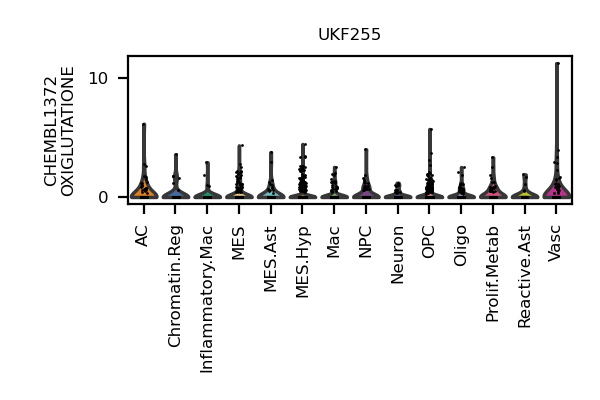 UKF255
CHEMBL1372
OXIGLUTATIONE
10
0
AC
Chromatin.Reg
Inflammatory.Mac
MES
MES.Ast
MES.Hyp
Mac
NPC
Neuron
OPC
Oligo
Prolif.Metab
Reactive.Ast
Vasc